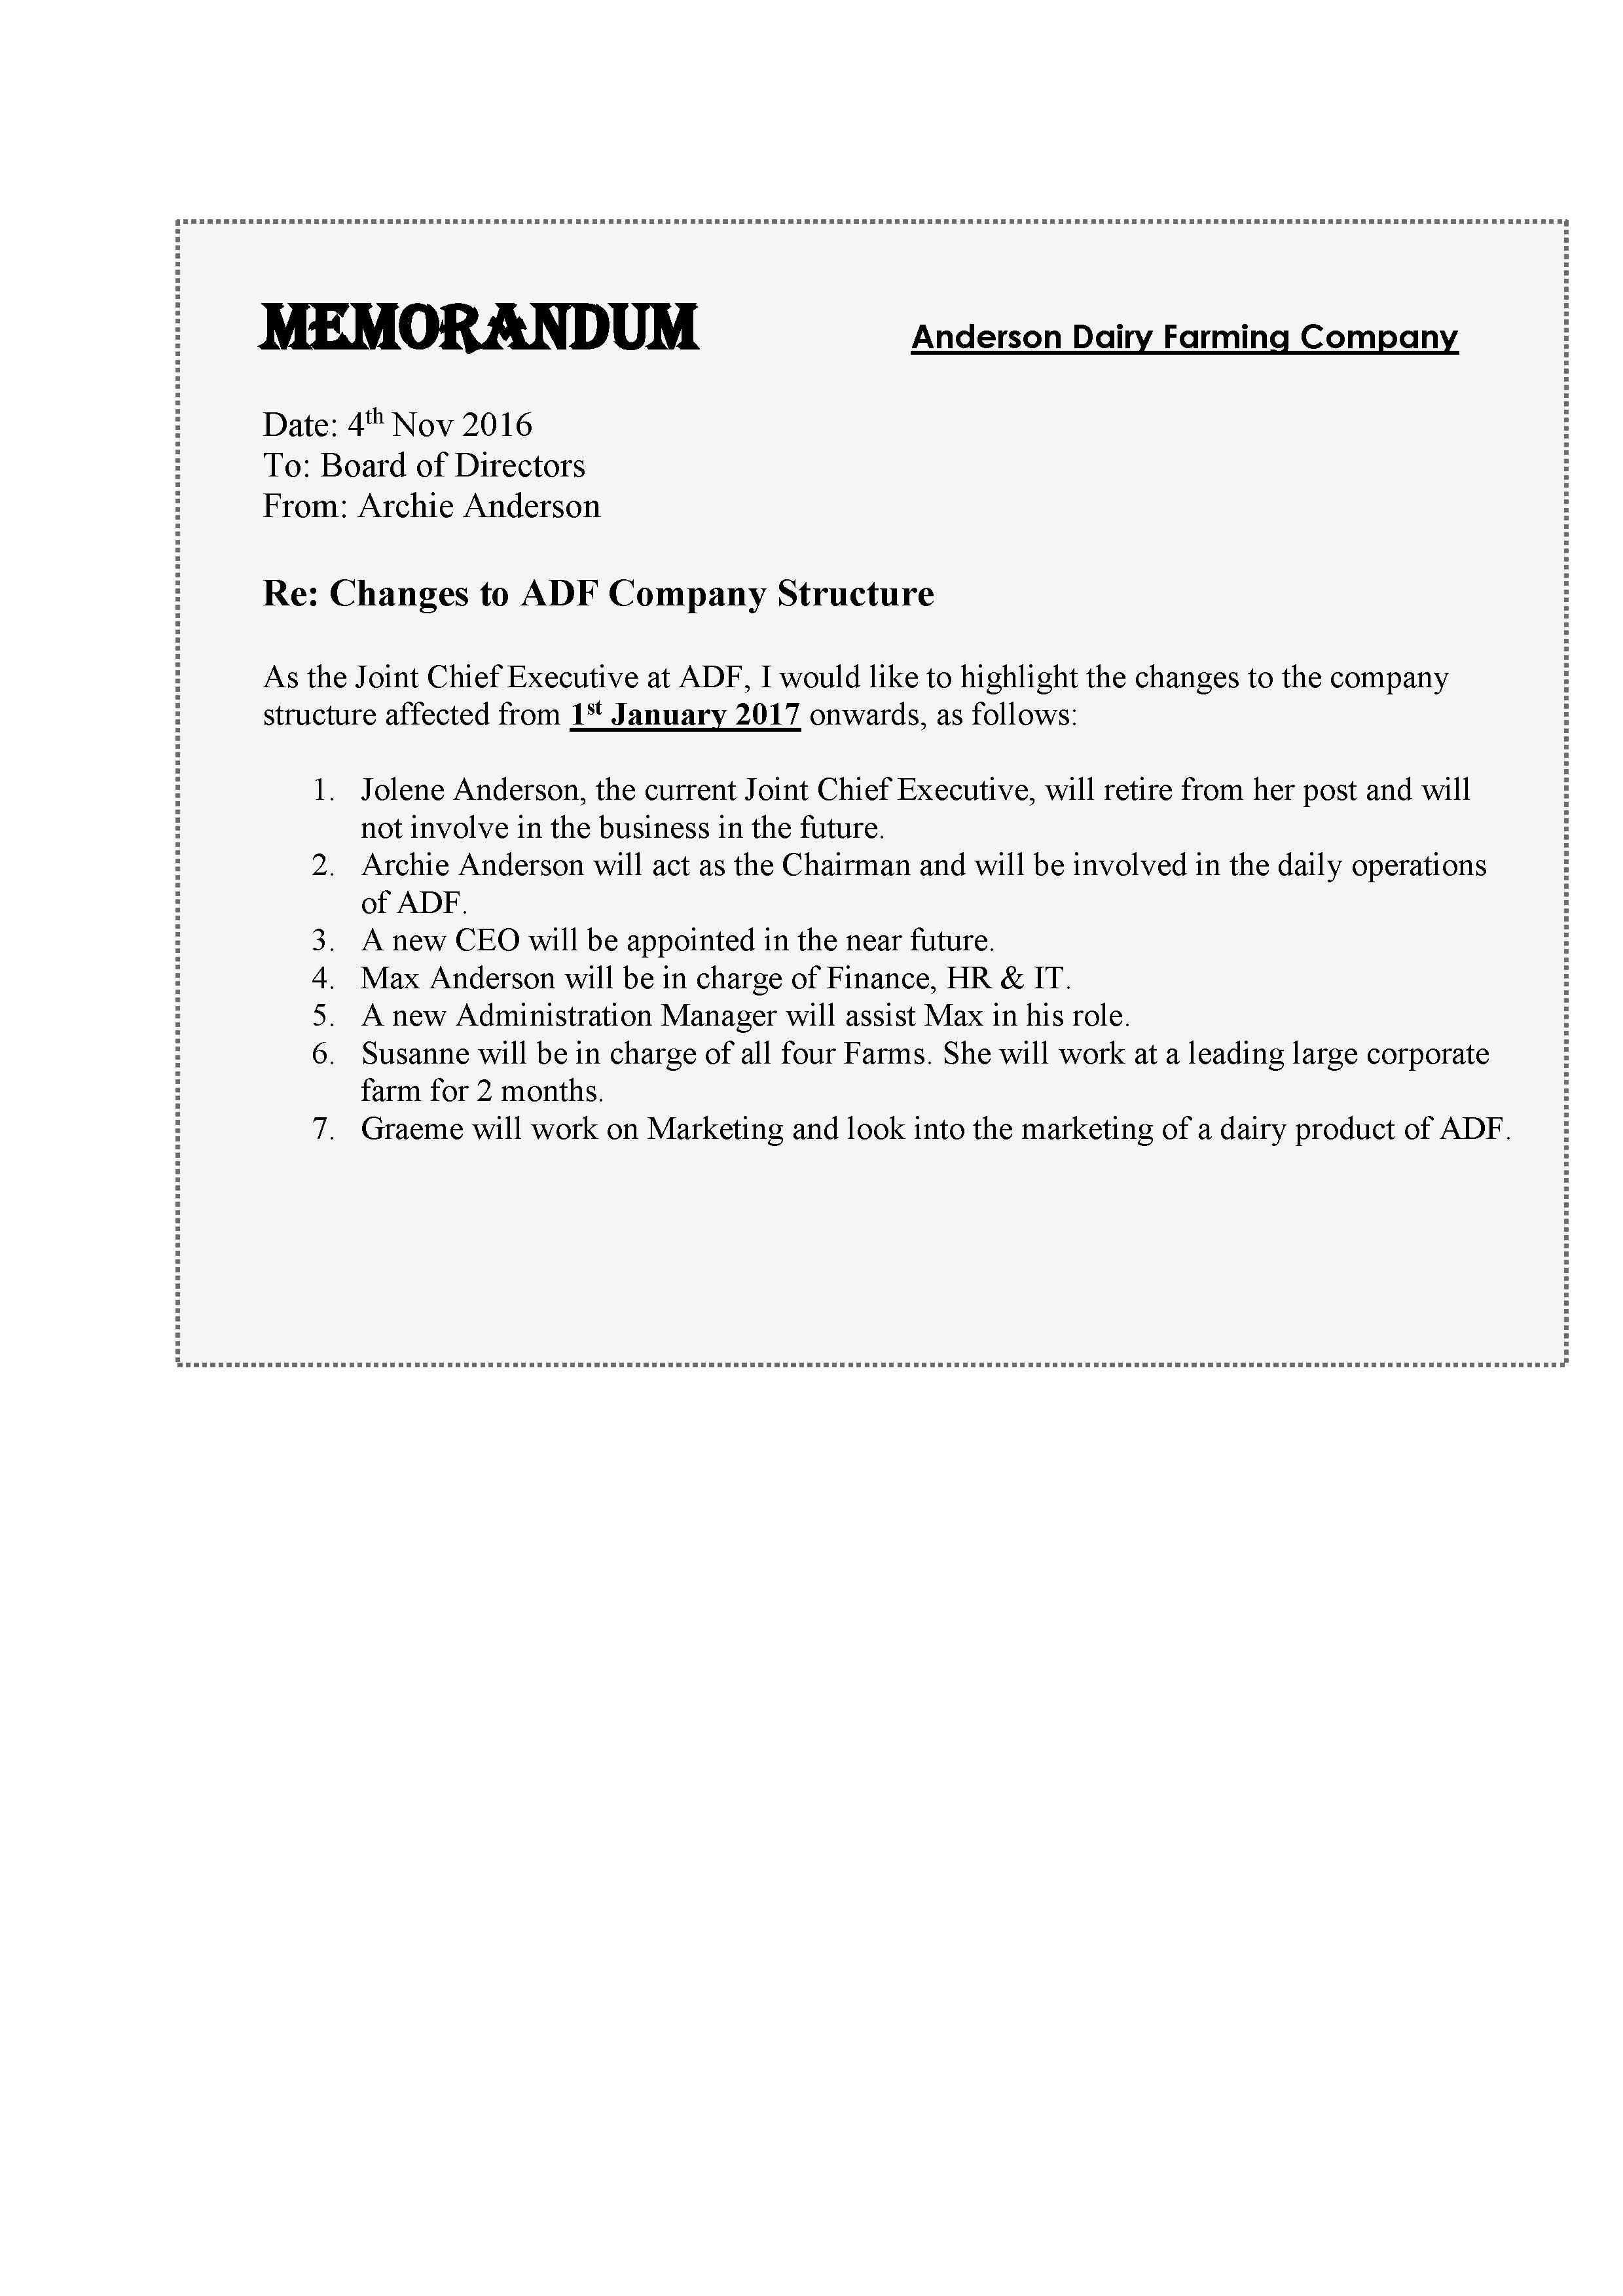 MEMORANDUM Anderson Dairy Farming Company
Date: 4th Nov 2016
To: Board of Directors
From: Archie Anderson
Re: Changes to ADF Company Structure
As the Joint Chief Executive at ADF, I would like to highlight the changes to the company
structure affected from 1st January 2017 onwards, as follows:
1. Jolene Anderson, the current Joint Chief Executive, will retire from her post and will
not involve in the business in the future.
2. Archie Anderson will act as the Chairman and will be involved in the daily operations
of ADF.
3. A new CEO will be appointed in the near future.
4. Max Anderson will be in charge of Finance, HR & IT.
5. A new Administration Manager will assist Max in his role.
6. Susanne will be in charge of all four Farms. She will work at a leading large corporate
farm for 2 months.
7. Graeme will work on Marketing and look into the marketing of a dairy product of ADF.